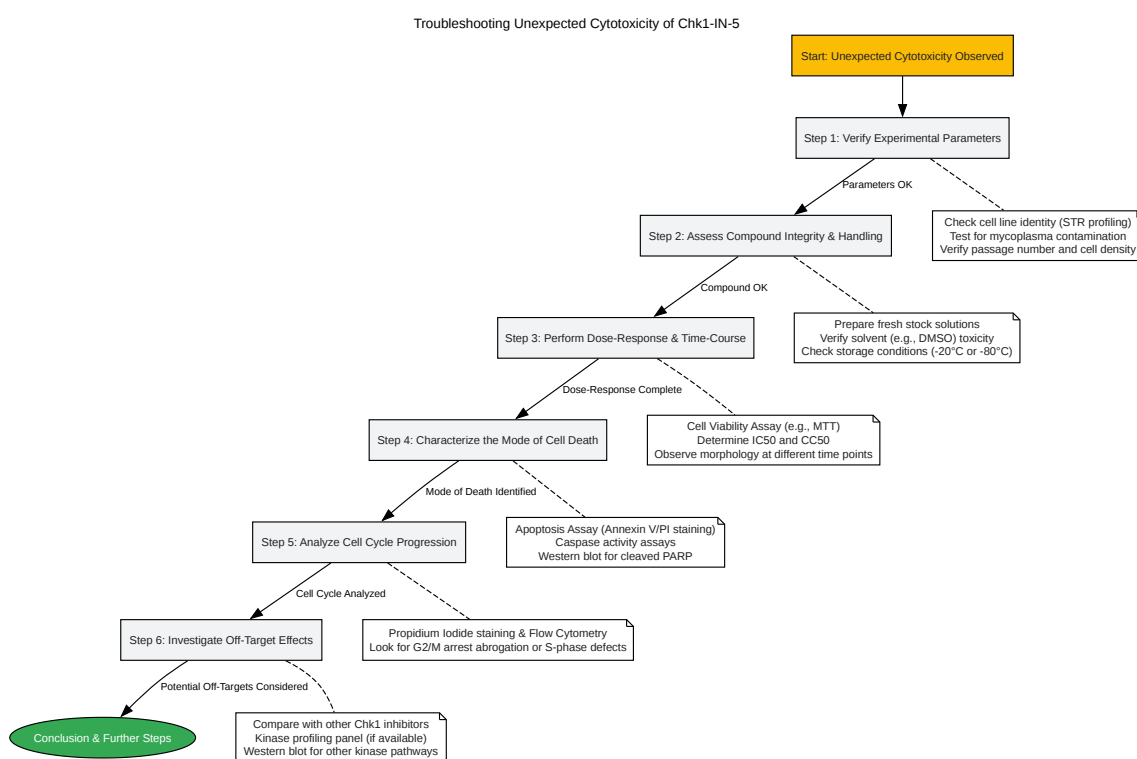 Troubleshooting Unexpected Cytotoxicity of Chk1-IN-5
Start: Unexpected Cytotoxicity Observed
Step 1: Verify Experimental Parameters
Parameters OK
Check cell line identity (STR profiling)
Test for mycoplasma contamination
Verify passage number and cell density
Step 2: Assess Compound Integrity & Handling
Compound OK
Prepare fresh stock solutions
Verify solvent (e.g., DMSO) toxicity
Check storage conditions (-20°C or -80°C)
Step 3: Perform Dose-Response & Time-Course
Dose-Response Complete
Cell Viability Assay (e.g., MTT)
Determine IC50 and CC50
Observe morphology at different time points
Step 4: Characterize the Mode of Cell Death
Mode of Death Identified
Apoptosis Assay (Annexin V/PI staining)
Caspase activity assays
Western blot for cleaved PARP
Step 5: Analyze Cell Cycle Progression
Cell Cycle Analyzed
Propidium Iodide staining & Flow Cytometry
Look for G2/M arrest abrogation or S-phase defects
Step 6: Investigate Off-Target Effects
Potential Off-Targets Considered
Compare with other Chk1 inhibitors
Kinase profiling panel (if available)
Western blot for other kinase pathways
Conclusion & Further Steps